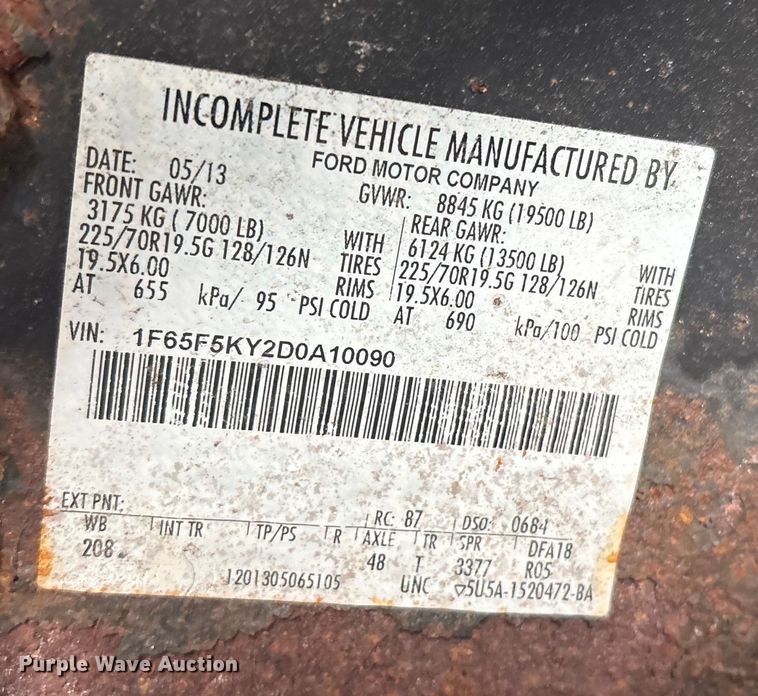 INCOMPLETE VEHICLE MANUFACTURED BY
FORD MOTOR COMPANY
DATE: 05/13 GVWR: 8845 KG (19500 LB)
FRONT GAWR: REAR GAWR:
3175 KG ( 7000 LB) WITH 6124 KG (13500 LB) WITH
225/70R19.5G 128/126N TIRES 225/70R19.5G 128/126N TIRES
19.5X6.00 RIMS 19.5X6.00 RIMS
AT 655 kPa/ 95 PSI COLD AT 690 kPa/100 PSI COLD
VIN: 1F65F5KY2D0A10090
EXT PNT: RC: 87 DSO: 0684
WB INT TR TP/PS R AXLE TR SPR DFA18
208 48 T 3377 R05
1201305065105 UNC ▽5U5A-1520472-BA
Purple Wave Auction